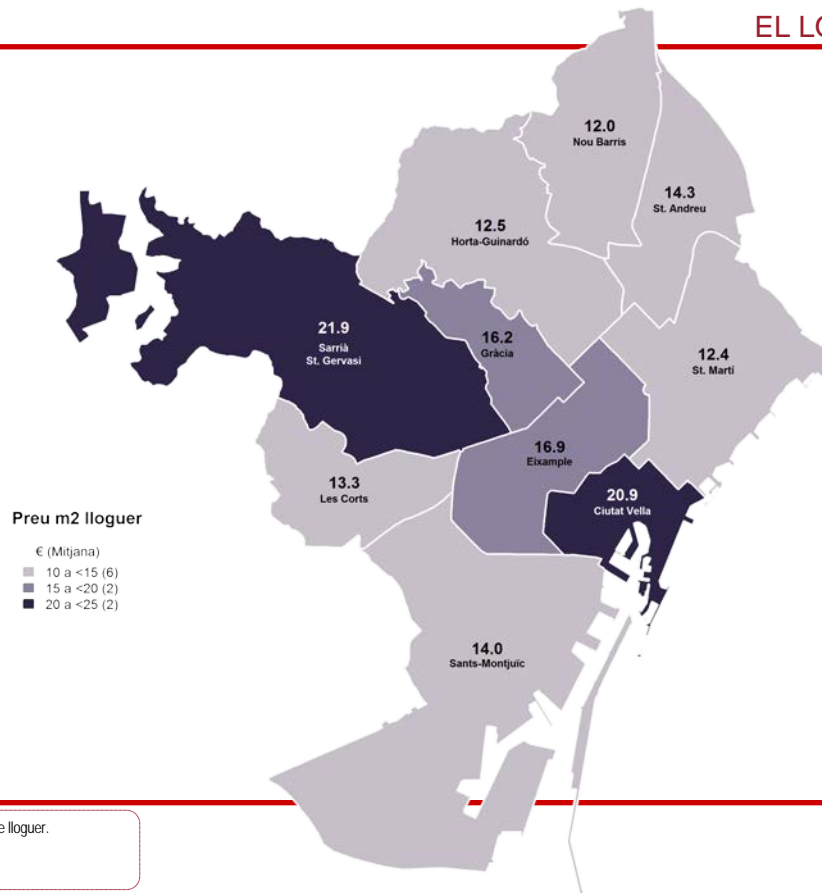 EL LO
12.0
Nou Barris
14.3
St. Andreu
12.5
Horta-Guinardó
21.9
Sarrià
St. Gervasi
16.2
Gràcia
12.4
St. Martí
16.9
Eixample
13.3
Les Corts
20.9
Ciutat Vella
Preu m2 lloguer
€ (Mitjana)
10 a <15 (6)
15 a <20 (2)
20 a <25 (2)
14.0
Sants-Montjuïc
e lloguer.